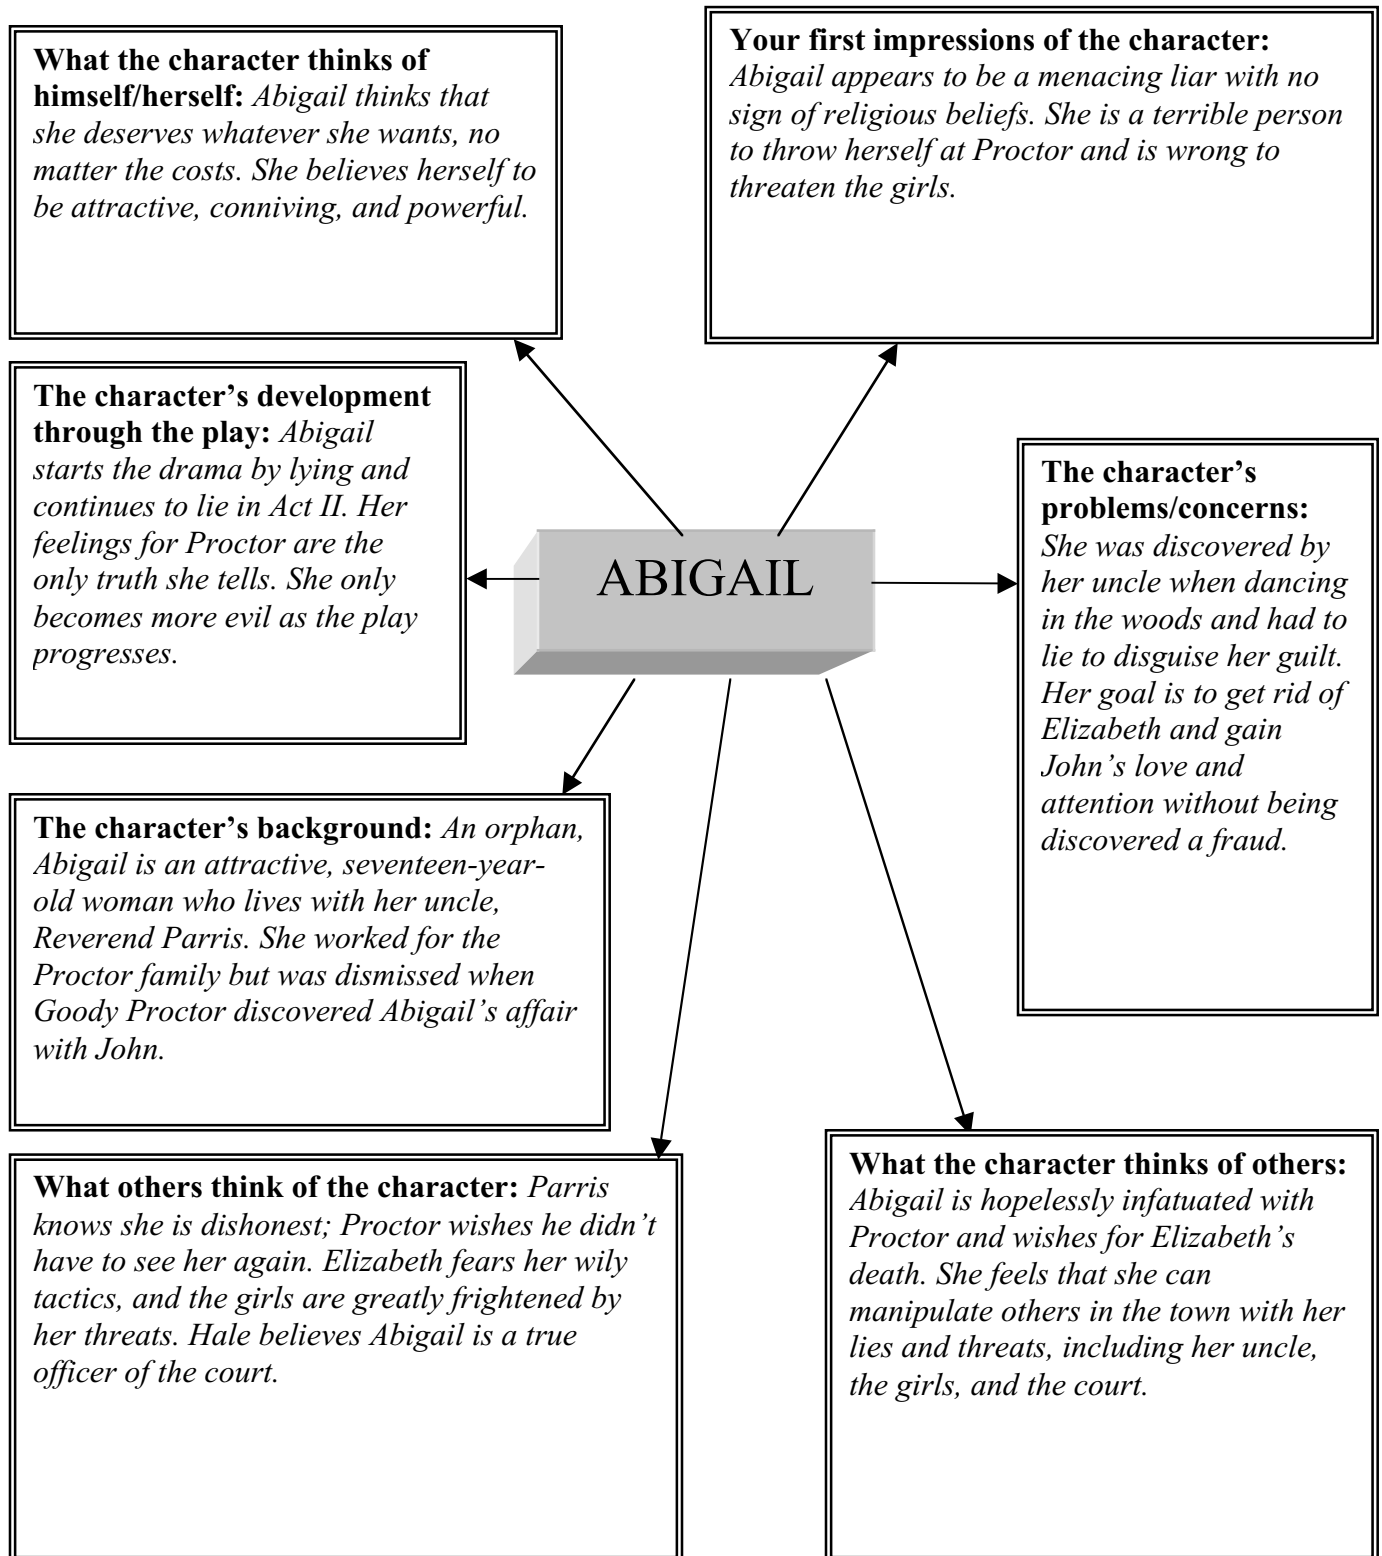 What the character thinks of
himself/herself: Abigail thinks that
she deserves whatever she wants, no
matter the costs. She believes herself to
be attractive, conniving, and powerful.
Your first impressions of the character:
Abigail appears to be a menacing liar with no
sign of religious beliefs. She is a terrible person
to throw herself at Proctor and is wrong to
threaten the girls.
The character’s development
through the play: Abigail
starts the drama by lying and
continues to lie in Act II. Her
feelings for Proctor are the
only truth she tells. She only
becomes more evil as the play
progresses.
ABIGAIL
The character’s
problems/concerns:
She was discovered by
her uncle when dancing
in the woods and had to
lie to disguise her guilt.
Her goal is to get rid of
Elizabeth and gain
John’s love and
attention without being
discovered a fraud.
The character’s background: An orphan,
Abigail is an attractive, seventeen-year-
old woman who lives with her uncle,
Reverend Parris. She worked for the
Proctor family but was dismissed when
Goody Proctor discovered Abigail’s affair
with John.
What others think of the character: Parris
knows she is dishonest; Proctor wishes he didn’t
have to see her again. Elizabeth fears her wily
tactics, and the girls are greatly frightened by
her threats. Hale believes Abigail is a true
officer of the court.
What the character thinks of others:
Abigail is hopelessly infatuated with
Proctor and wishes for Elizabeth’s
death. She feels that she can
manipulate others in the town with her
lies and threats, including her uncle,
the girls, and the court.